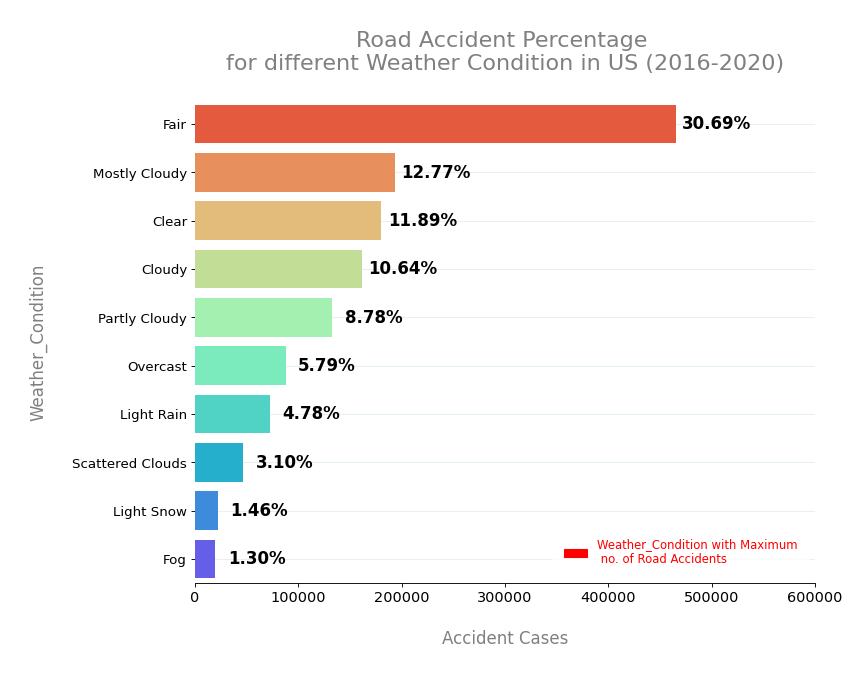 Road Accident Percentage
for different Weather Condition in US (2016-2020)
Weather_Condition
Fair 30.69%
Mostly Cloudy 12.77%
Clear 11.89%
Cloudy 10.64%
Partly Cloudy 8.78%
Overcast 5.79%
Light Rain 4.78%
Scattered Clouds 3.10%
Light Snow 1.46%
Fog 1.30%
Weather_Condition with Maximum
no. of Road Accidents
0 100000 200000 300000 400000 500000 600000
Accident Cases